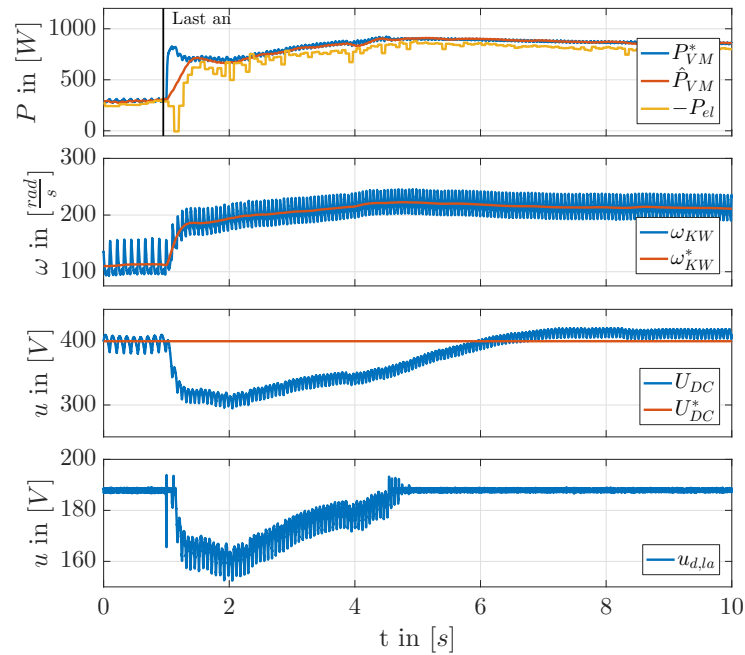 Last an
1000
500
0
P in [W]
P*_VM
P̂_VM
−P_el
300
200
100
ω in [rad/s]
ω_KW
ω*_KW
400
300
u in [V]
U_DC
U*_DC
200
180
160
u in [V]
u_d,la
0 2 4 6 8 10
t in [s]